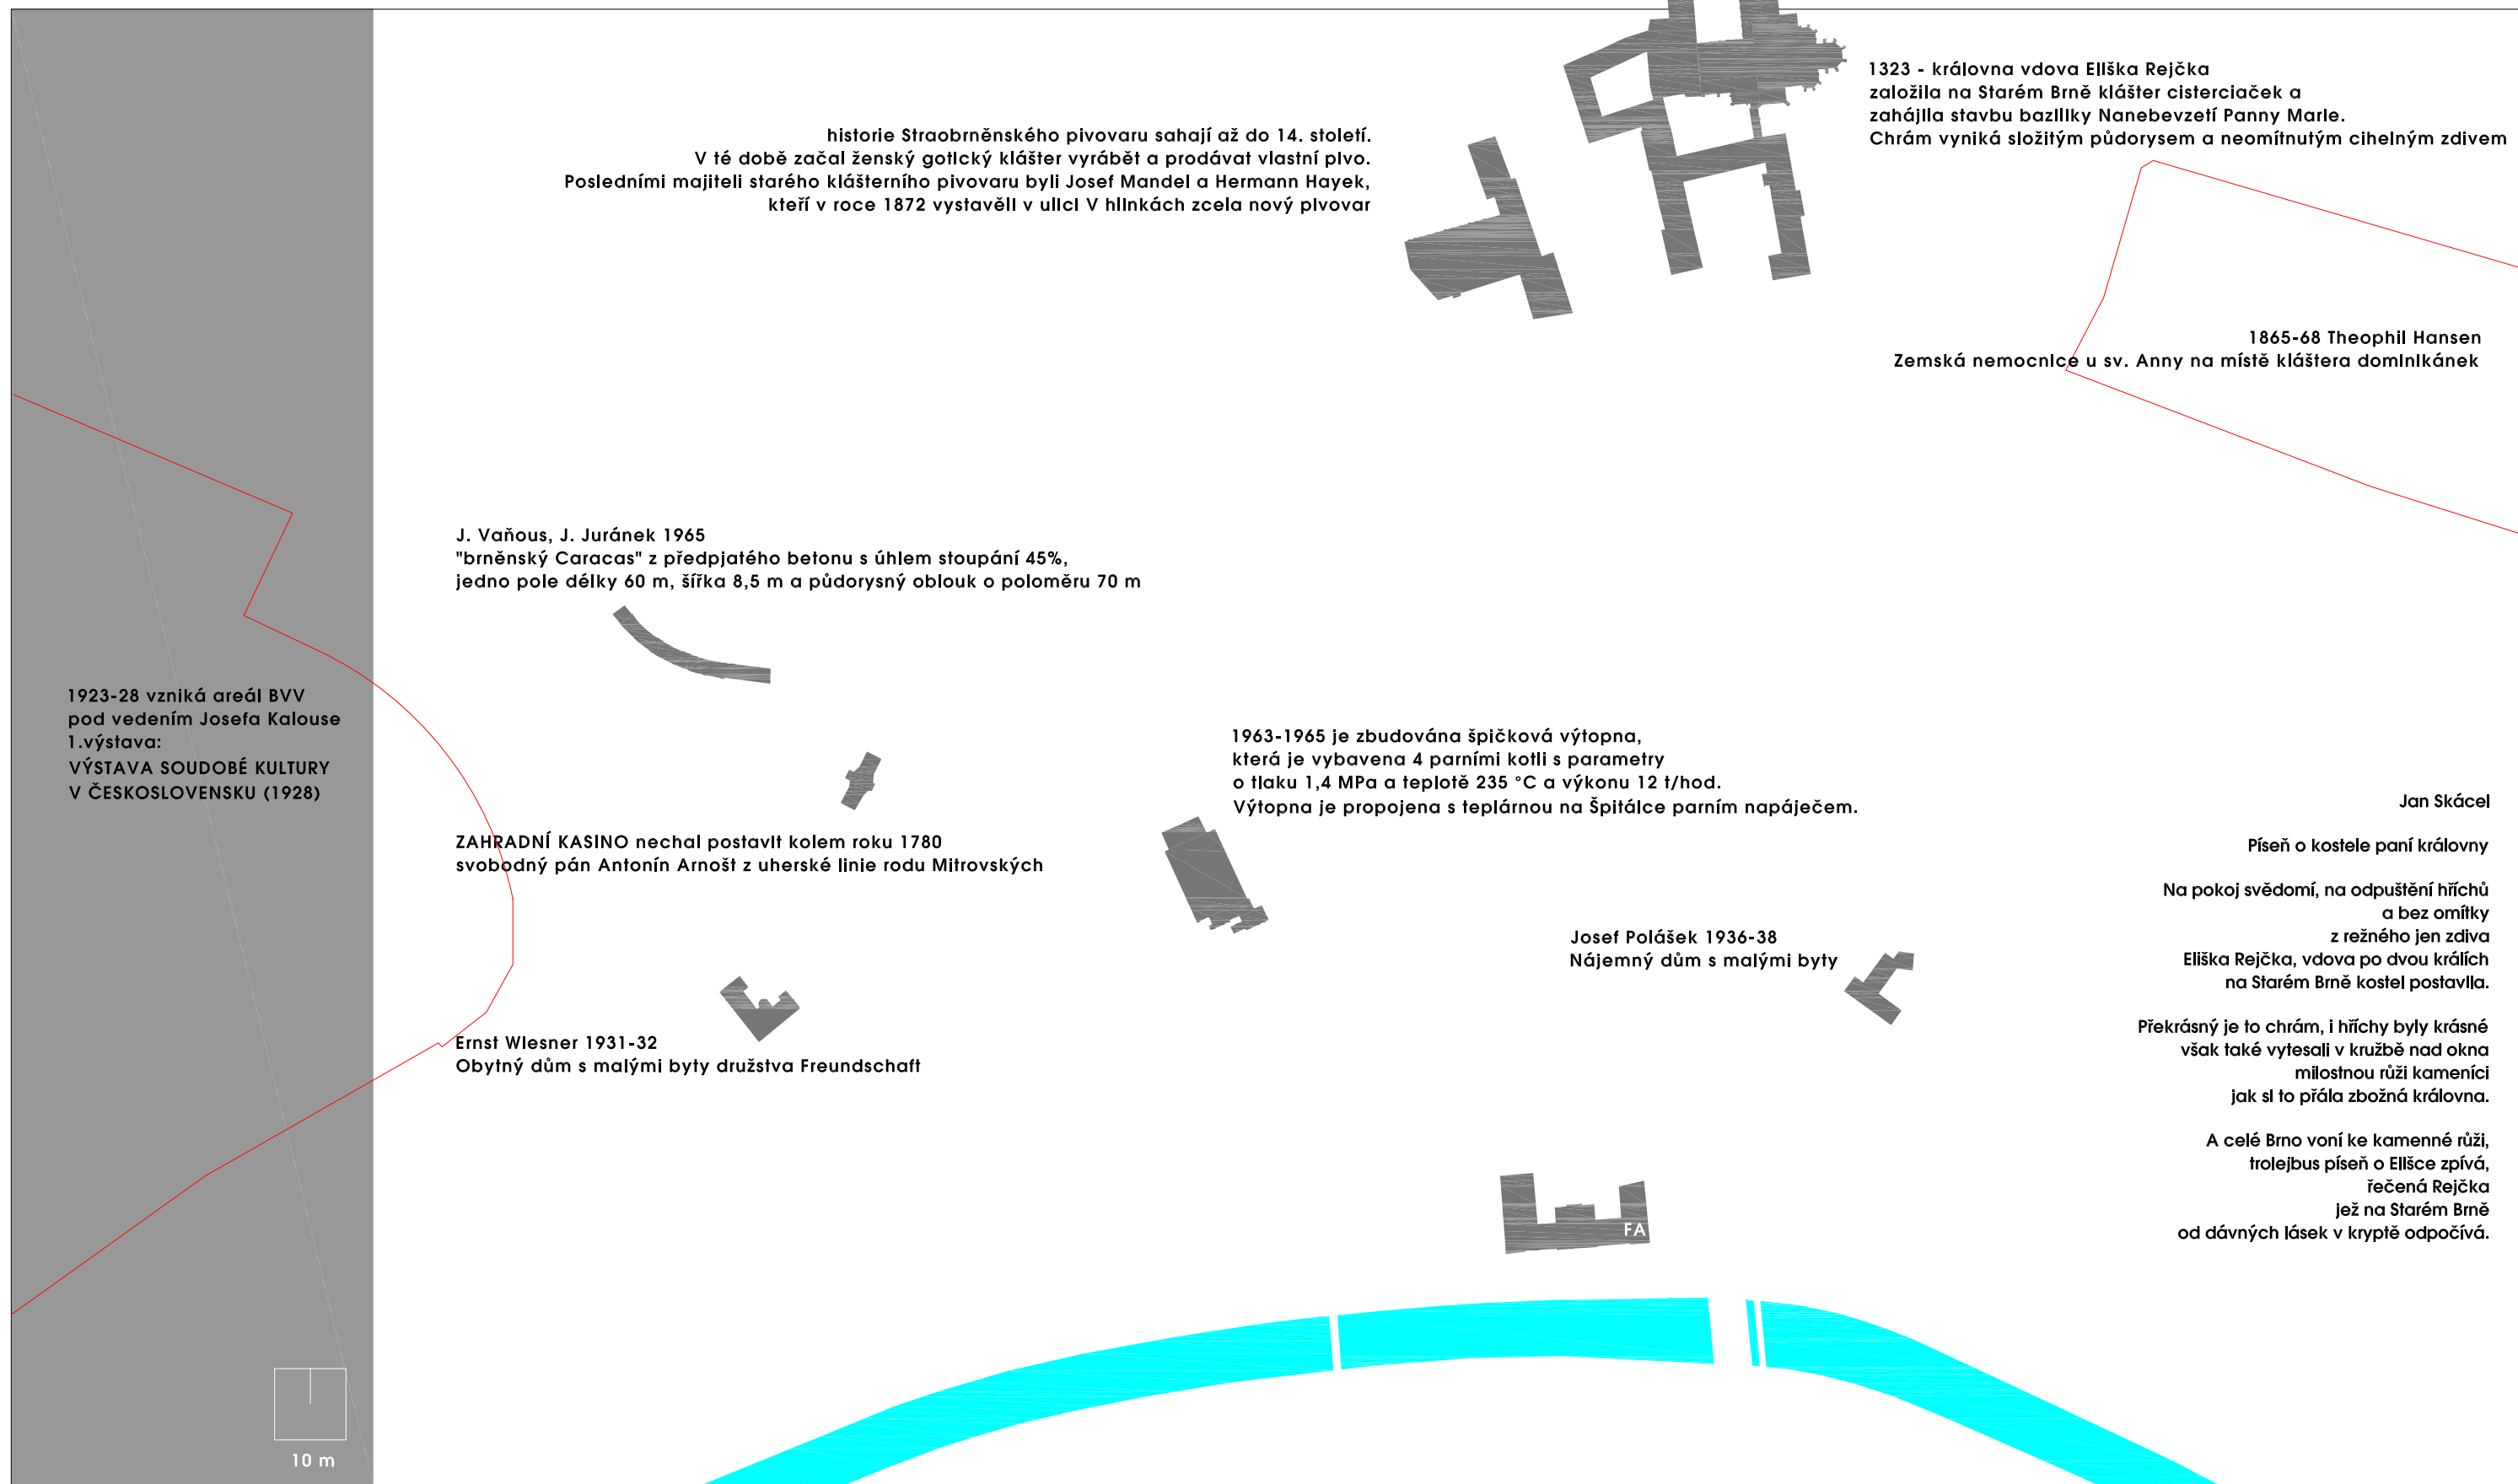 1323 - královna vdova Eliška Rejčka
založila na Starém Brně klášter cisterciaček a
zahájila stavbu baziliky Nanebevzetí Panny Marie.
Chrám vyniká složitým půdorysem a neomítnutým cihelným zdivem
historie Straobrněnského pivovaru sahají až do 14. století.
V té době začal ženský gotický klášter vyrábět a prodávat vlastní pivo.
Posledními majiteli starého klášterního pivovaru byli Josef Mandel a Hermann Hayek,
kteří v roce 1872 vystavěli v ulici V hlinkách zcela nový pivovar
1865-68 Theophil Hansen
Zemská nemocnice u sv. Anny na místě kláštera dominikánek
J. Vaňous, J. Juránek 1965
"brněnský Caracas" z předpjatého betonu s úhlem stoupání 45%,
jedno pole délky 60 m, šířka 8,5 m a půdorysný oblouk o poloměru 70 m
1923-28 vzniká areál BVV
pod vedením Josefa Kalouse
1.výstava:
VÝSTAVA SOUDOBÉ KULTURY
V ČESKOSLOVENSKU (1928)
1963-1965 je zbudována špičková výtopna,
která je vybavena 4 parními kotli s parametry
o tlaku 1,4 MPa a teplotě 235 °C a výkonu 12 t/hod.
Výtopna je propojena s teplárnou na Špitálce parním napáječem.
ZAHRADNÍ KASINO nechal postavit kolem roku 1780
svobodný pán Antonín Arnošt z uherské linie rodu Mitrovských
Josef Polášek 1936-38
Nájemný dům s malými byty
Ernst Wiesner 1931-32
Obytný dům s malými byty družstva Freundschaft
Jan Skácel
Píseň o kostele paní královny
Na pokoj svědomí, na odpuštění hříchů
a bez omítky
z režného jen zdiva
Eliška Rejčka, vdova po dvou králích
na Starém Brně kostel postavila.
Překrásný je to chrám, i hříchy byly krásné
však také vytesali v kružbě nad okna
milostnou růži kameníci
jak si to přála zbožná královna.
A celé Brno voní ke kamenné růži,
trolejbus píseň o Elišce zpívá,
řečená Rejčka
jež na Starém Brně
od dávných lásek v kryptě odpočívá.
FA
10 m